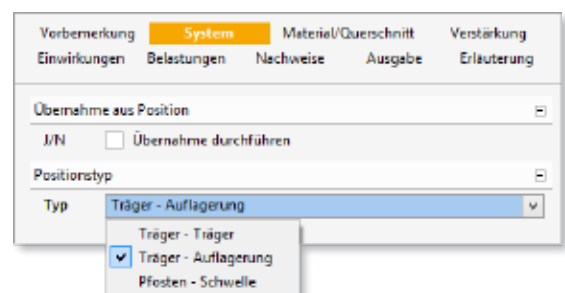 Vorbemerkung System Material/Querschnitt Verstärkung
Einwirkungen Belastungen Nachweise Ausgabe Erläuterung
Übernahme aus Position
J/N Übernahme durchführen
Positionstyp
Typ Träger - Auflagerung
Träger - Träger
Träger - Auflagerung
Pfosten - Schwelle